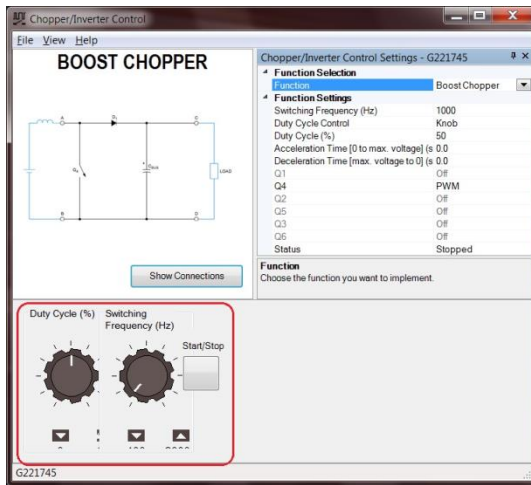 Chopper/Inverter Control
File View Help
BOOST CHOPPER
A
D1
C
Q4
+
LOAD
B
D
Show Connections
Chopper/Inverter Control Settings - G221745
Function Selection
Function Boost Chopper
Function Settings
Switching Frequency (Hz) 1000
Duty Cycle Control Knob
Duty Cycle (%) 50
Acceleration Time [0 to max. voltage] (s 0.0
Deceleration Time [max. voltage to 0] (s 0.0
Q1 Off
Q4 PWM
Q2 Off
Q5 Off
Q3 Off
Q6 Off
Status Stopped
Function
Choose the function you want to implement.
Duty Cycle (%)
Switching
Frequency (Hz)
Start/Stop
G221745